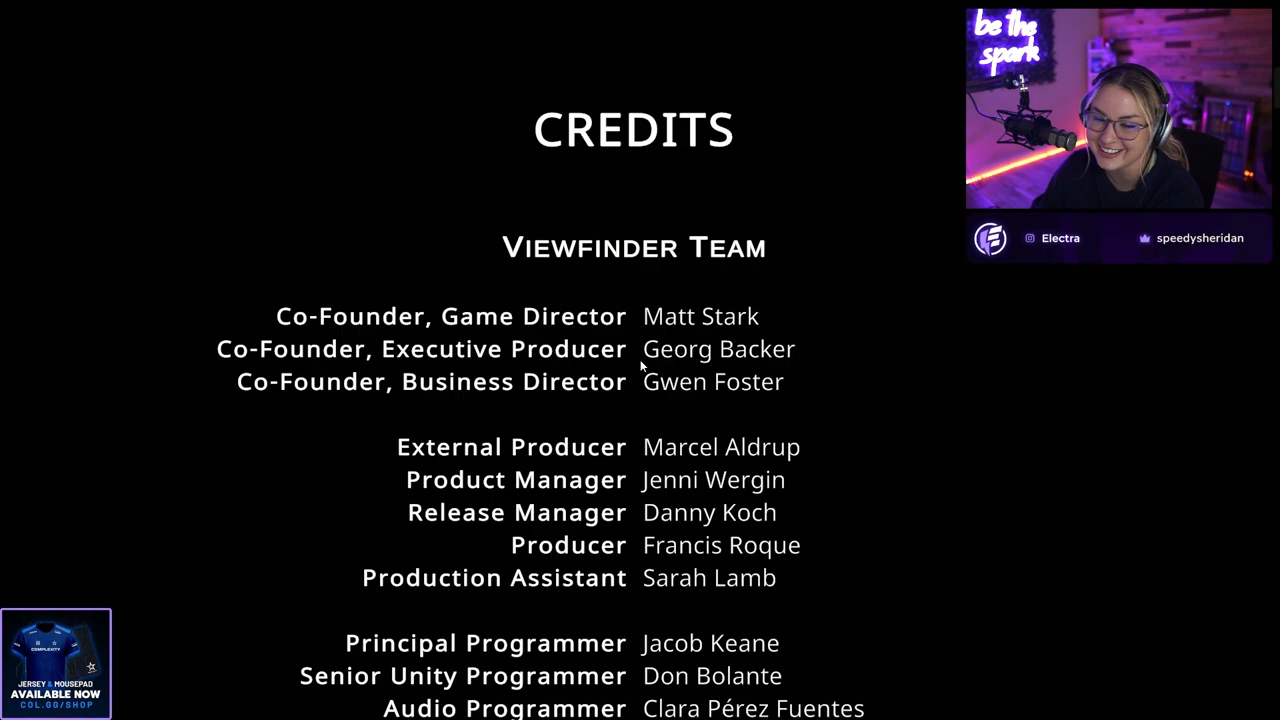 be the
spark
CREDITS
Electra
speedysheridan
VIEWFINDER TEAM
Co-Founder, Game Director Matt Stark
Co-Founder, Executive Producer Georg Backer
Co-Founder, Business Director Gwen Foster
External Producer Marcel Aldrup
Product Manager Jenni Wergin
Release Manager Danny Koch
Producer Francis Roque
Production Assistant Sarah Lamb
Principal Programmer Jacob Keane
Senior Unity Programmer Don Bolante
Audio Programmer Clara Pérez Fuentes
COMPLEXITY
JERSEY & MOUSEPAD
AVAILABLE NOW
COL.GG/SHOP